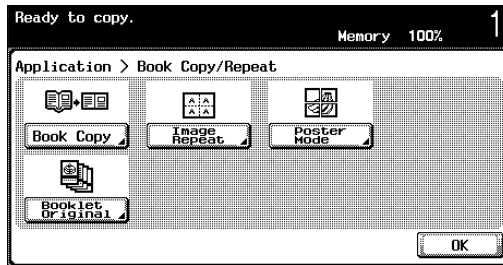 Ready to copy.
Memory 100% 1
Application > Book Copy/Repeat
Book Copy
Image
Repeat
Poster
Mode
Booklet
Original
OK